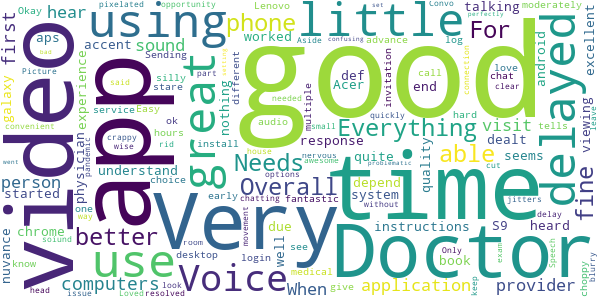 good
time
Doctor
Very
video
app
using
little
great
use
delayed
Voice
phone
Everything
Overall
Needs
able
For
fine
better
computers
application
provider
person
sound
visit
When
first
Okay
hear
aps
pixelated
opportunity
Lenovo
talking
moderately
accent
worked
def
Acer
end
advance
log
Sending
Aside
confusing
set
Convo
perfectly
android
excellent
viewing
galaxy
experience
silly
stare
part
different
nothing
multiple
invitation
call
chat
love
clear
connection
tells
leave
Picture
said
needed
audio
small
quickly
hard
dealt
convenient
service
Easy
ok
hours
rid
install
response
crappy
wise
pandemic
physician
understand
choice
house
nervous
awesome
options
quite
quality
seems
problematic
cut
jitters
started
one
way
early
chatting
fantastic
depend
system
without
instructions
S9
heard
delay
nuvance
chrome
know
desktop
login
movement
due
well
see
room
medical
give
book
Only
Speech
exam
keep
choppy
blurry
issue
Loved
resolved
look
soiund
went